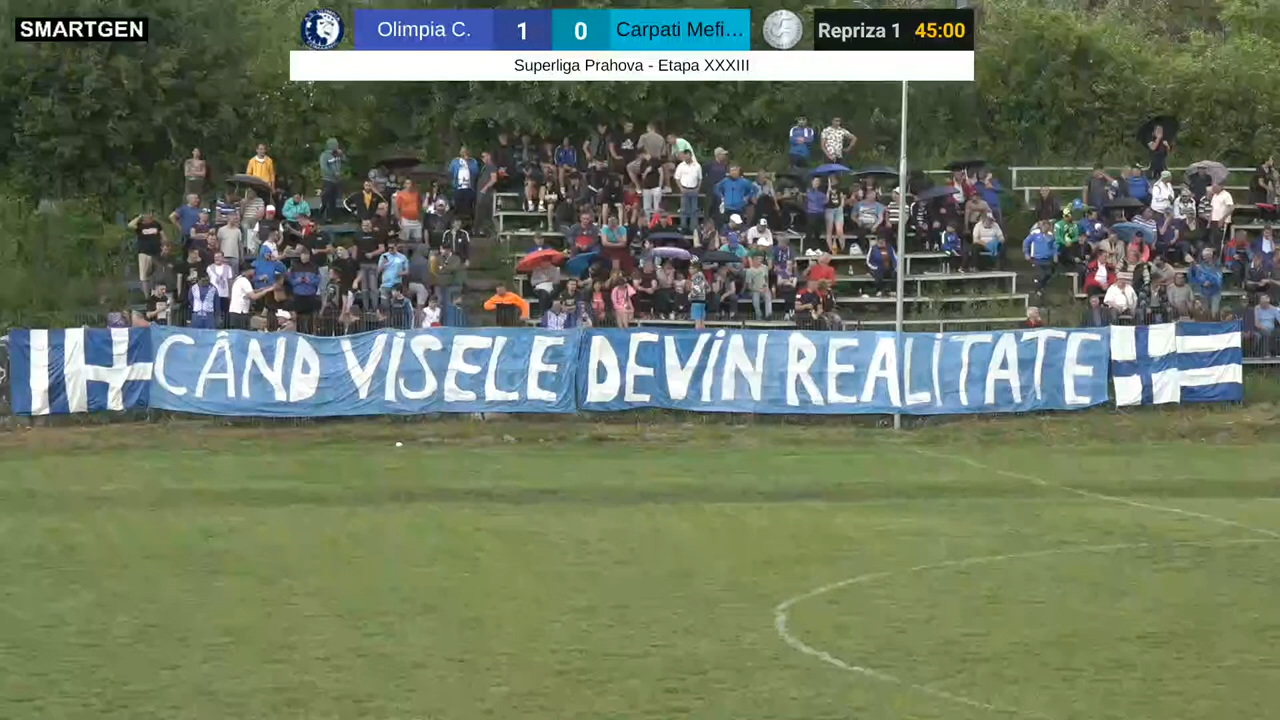 SMARTGEN
Olimpia C. 1 0 Carpati Mefi... Repriza 1 45:00
Superliga Prahova - Etapa XXXIII
CÂND VISELE DEVIN REALITATE